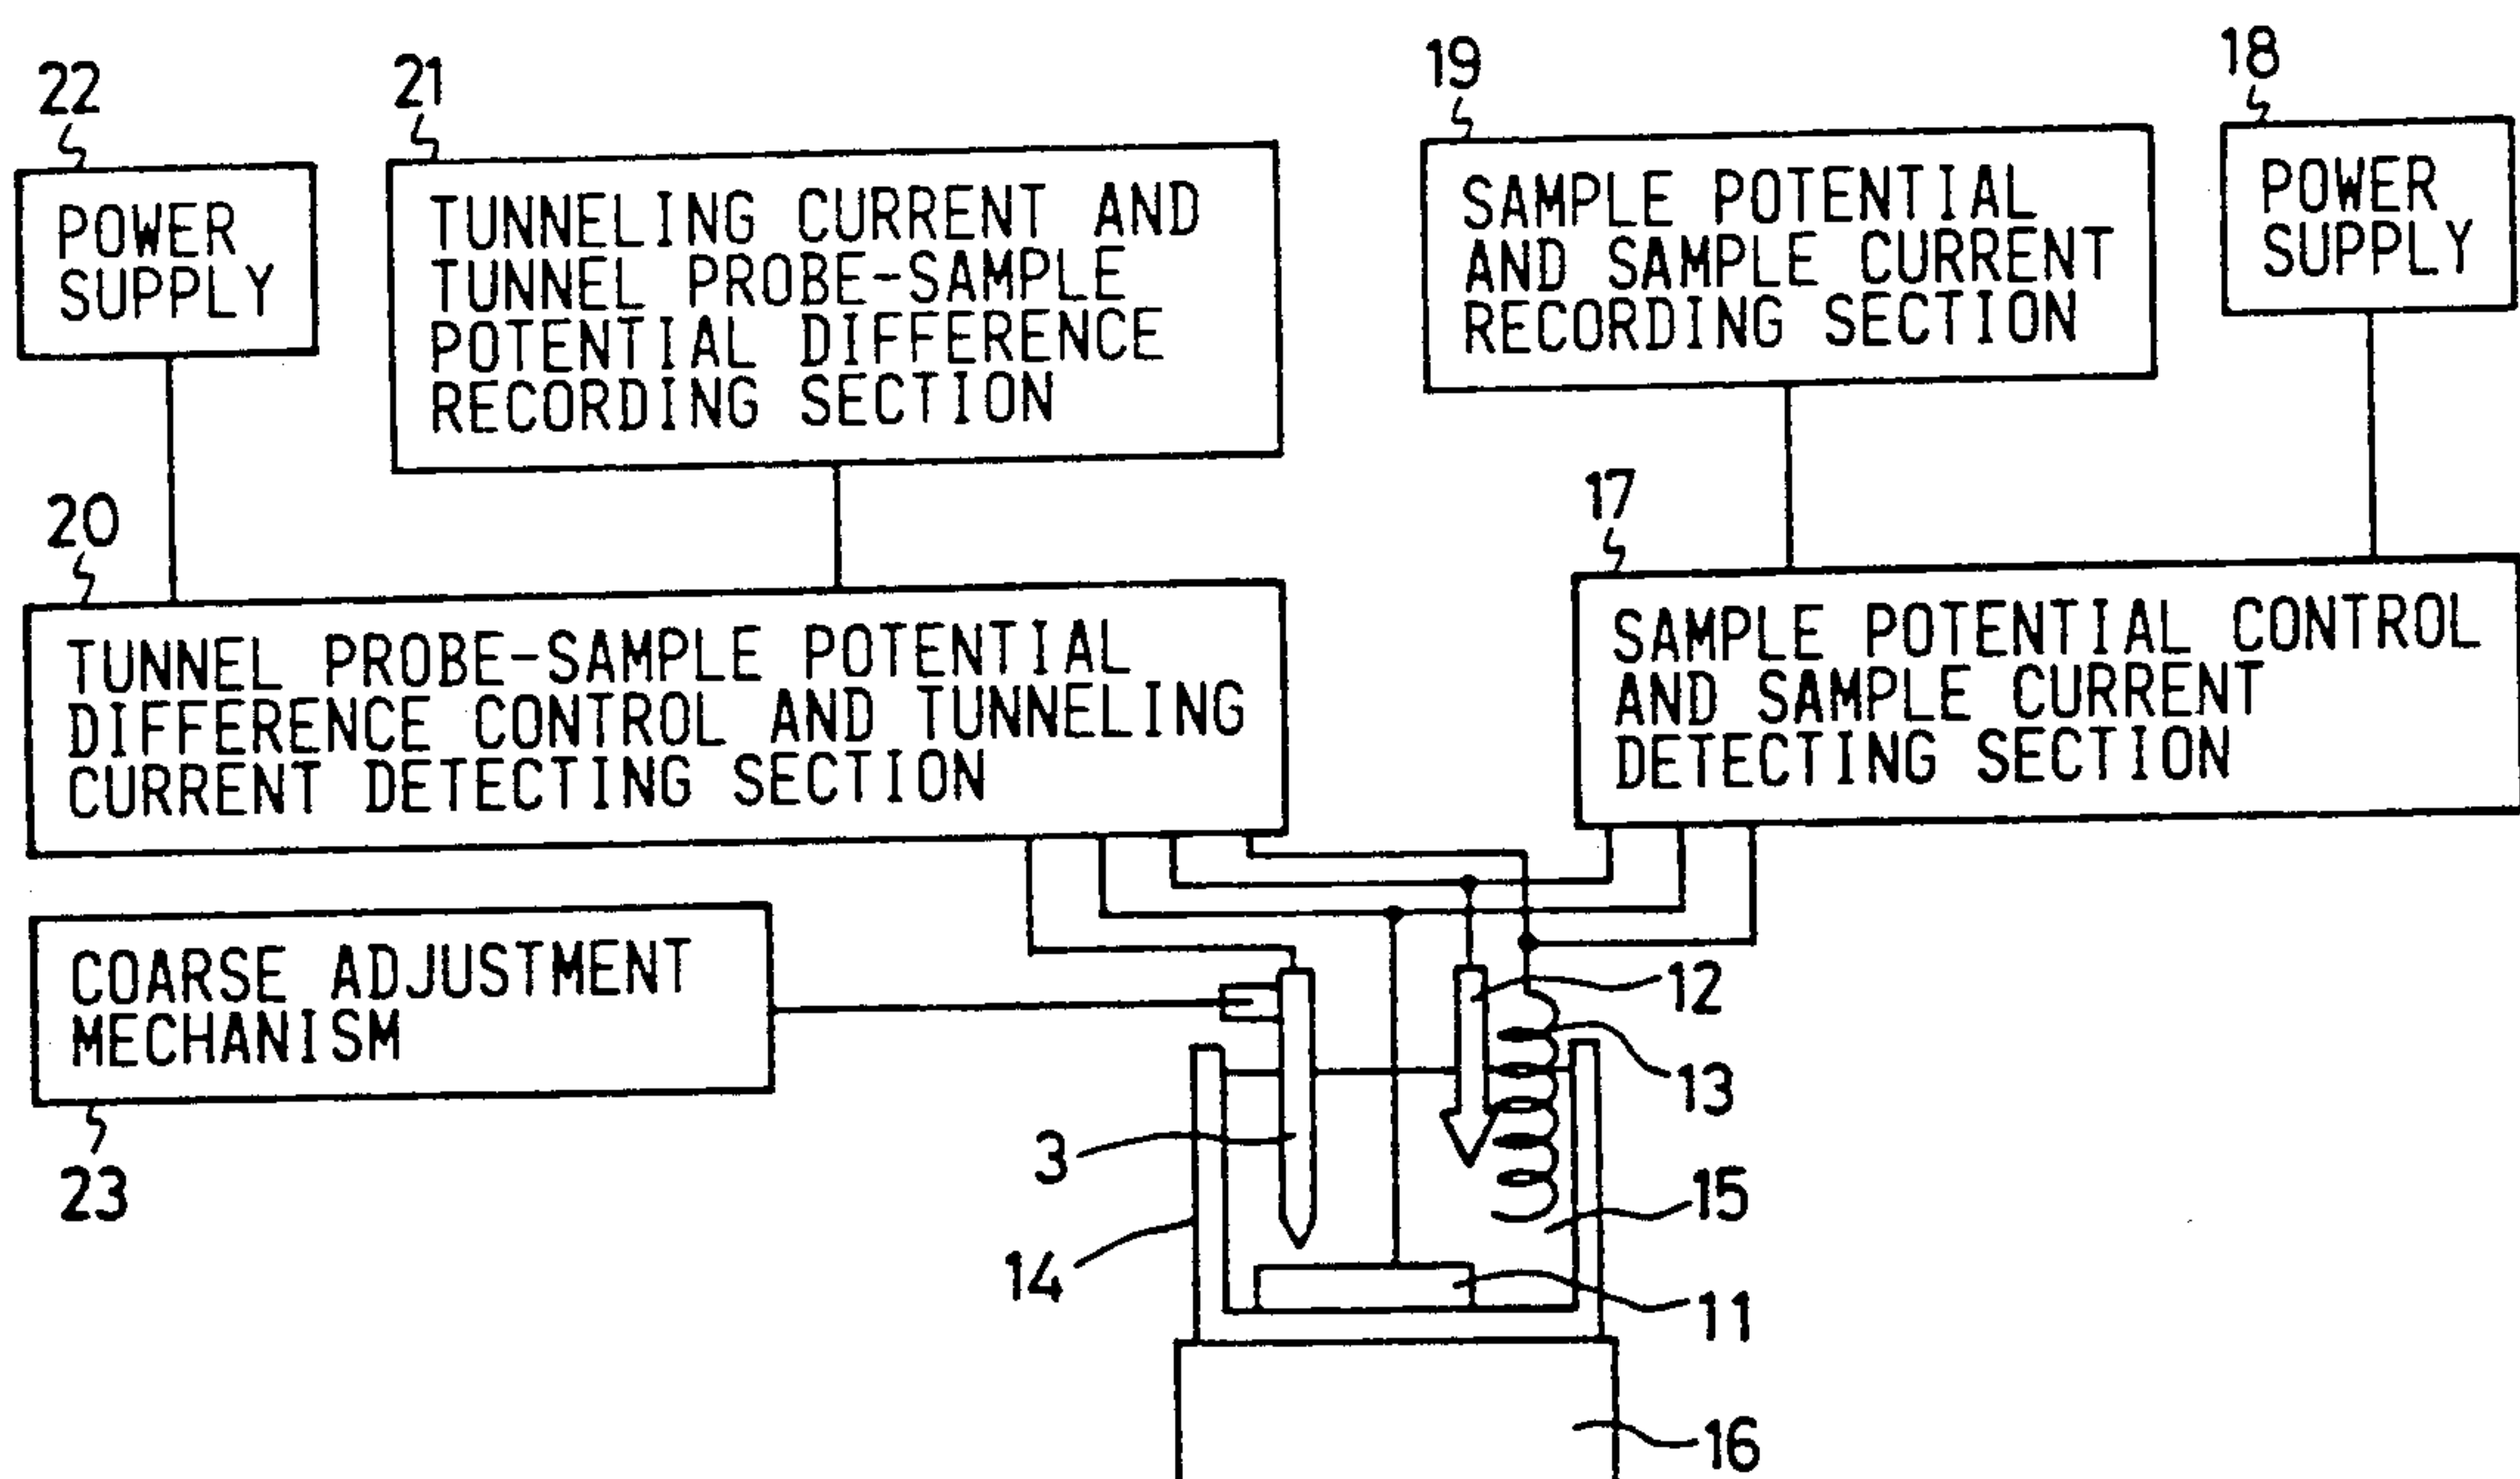 22
21
19
18
POWER
SUPPLY
TUNNELING CURRENT AND
TUNNEL PROBE-SAMPLE
POTENTIAL DIFFERENCE
RECORDING SECTION
SAMPLE POTENTIAL
AND SAMPLE CURRENT
RECORDING SECTION
POWER
SUPPLY
20
17
TUNNEL PROBE-SAMPLE POTENTIAL
DIFFERENCE CONTROL AND TUNNELING
CURRENT DETECTING SECTION
SAMPLE POTENTIAL CONTROL
AND SAMPLE CURRENT
DETECTING SECTION
COARSE ADJUSTMENT
MECHANISM
23
12
13
3
15
14
11
16